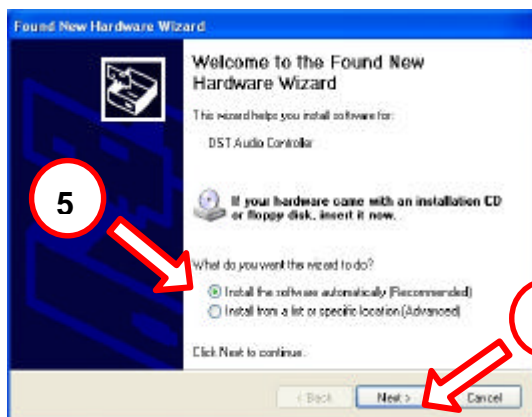 Found New Hardware Wizard
Welcome to the Found New
Hardware Wizard
This wizard helps you install software for:
DST Audio Controller
If your hardware came with an installation CD
or floppy disk, insert it now.
5
What do you want the wizard to do?
Install the software automatically (Recommended)
Install from a list or specific location (Advanced)
Click Next to continue.
< Back
Next >
Cancel